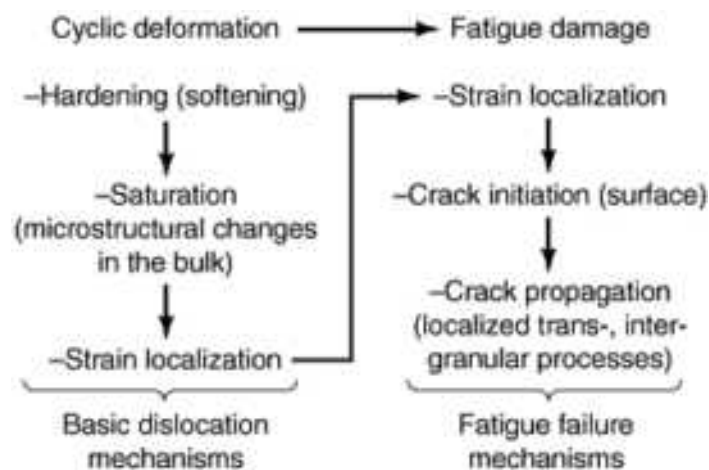 Cyclic deformation
Fatigue damage
–Hardening (softening)
–Saturation
(microstructural changes
in the bulk)
–Strain localization
Basic dislocation
mechanisms
–Strain localization
–Crack initiation (surface)
–Crack propagation
(localized trans-, inter-
granular processes)
Fatigue failure
mechanisms